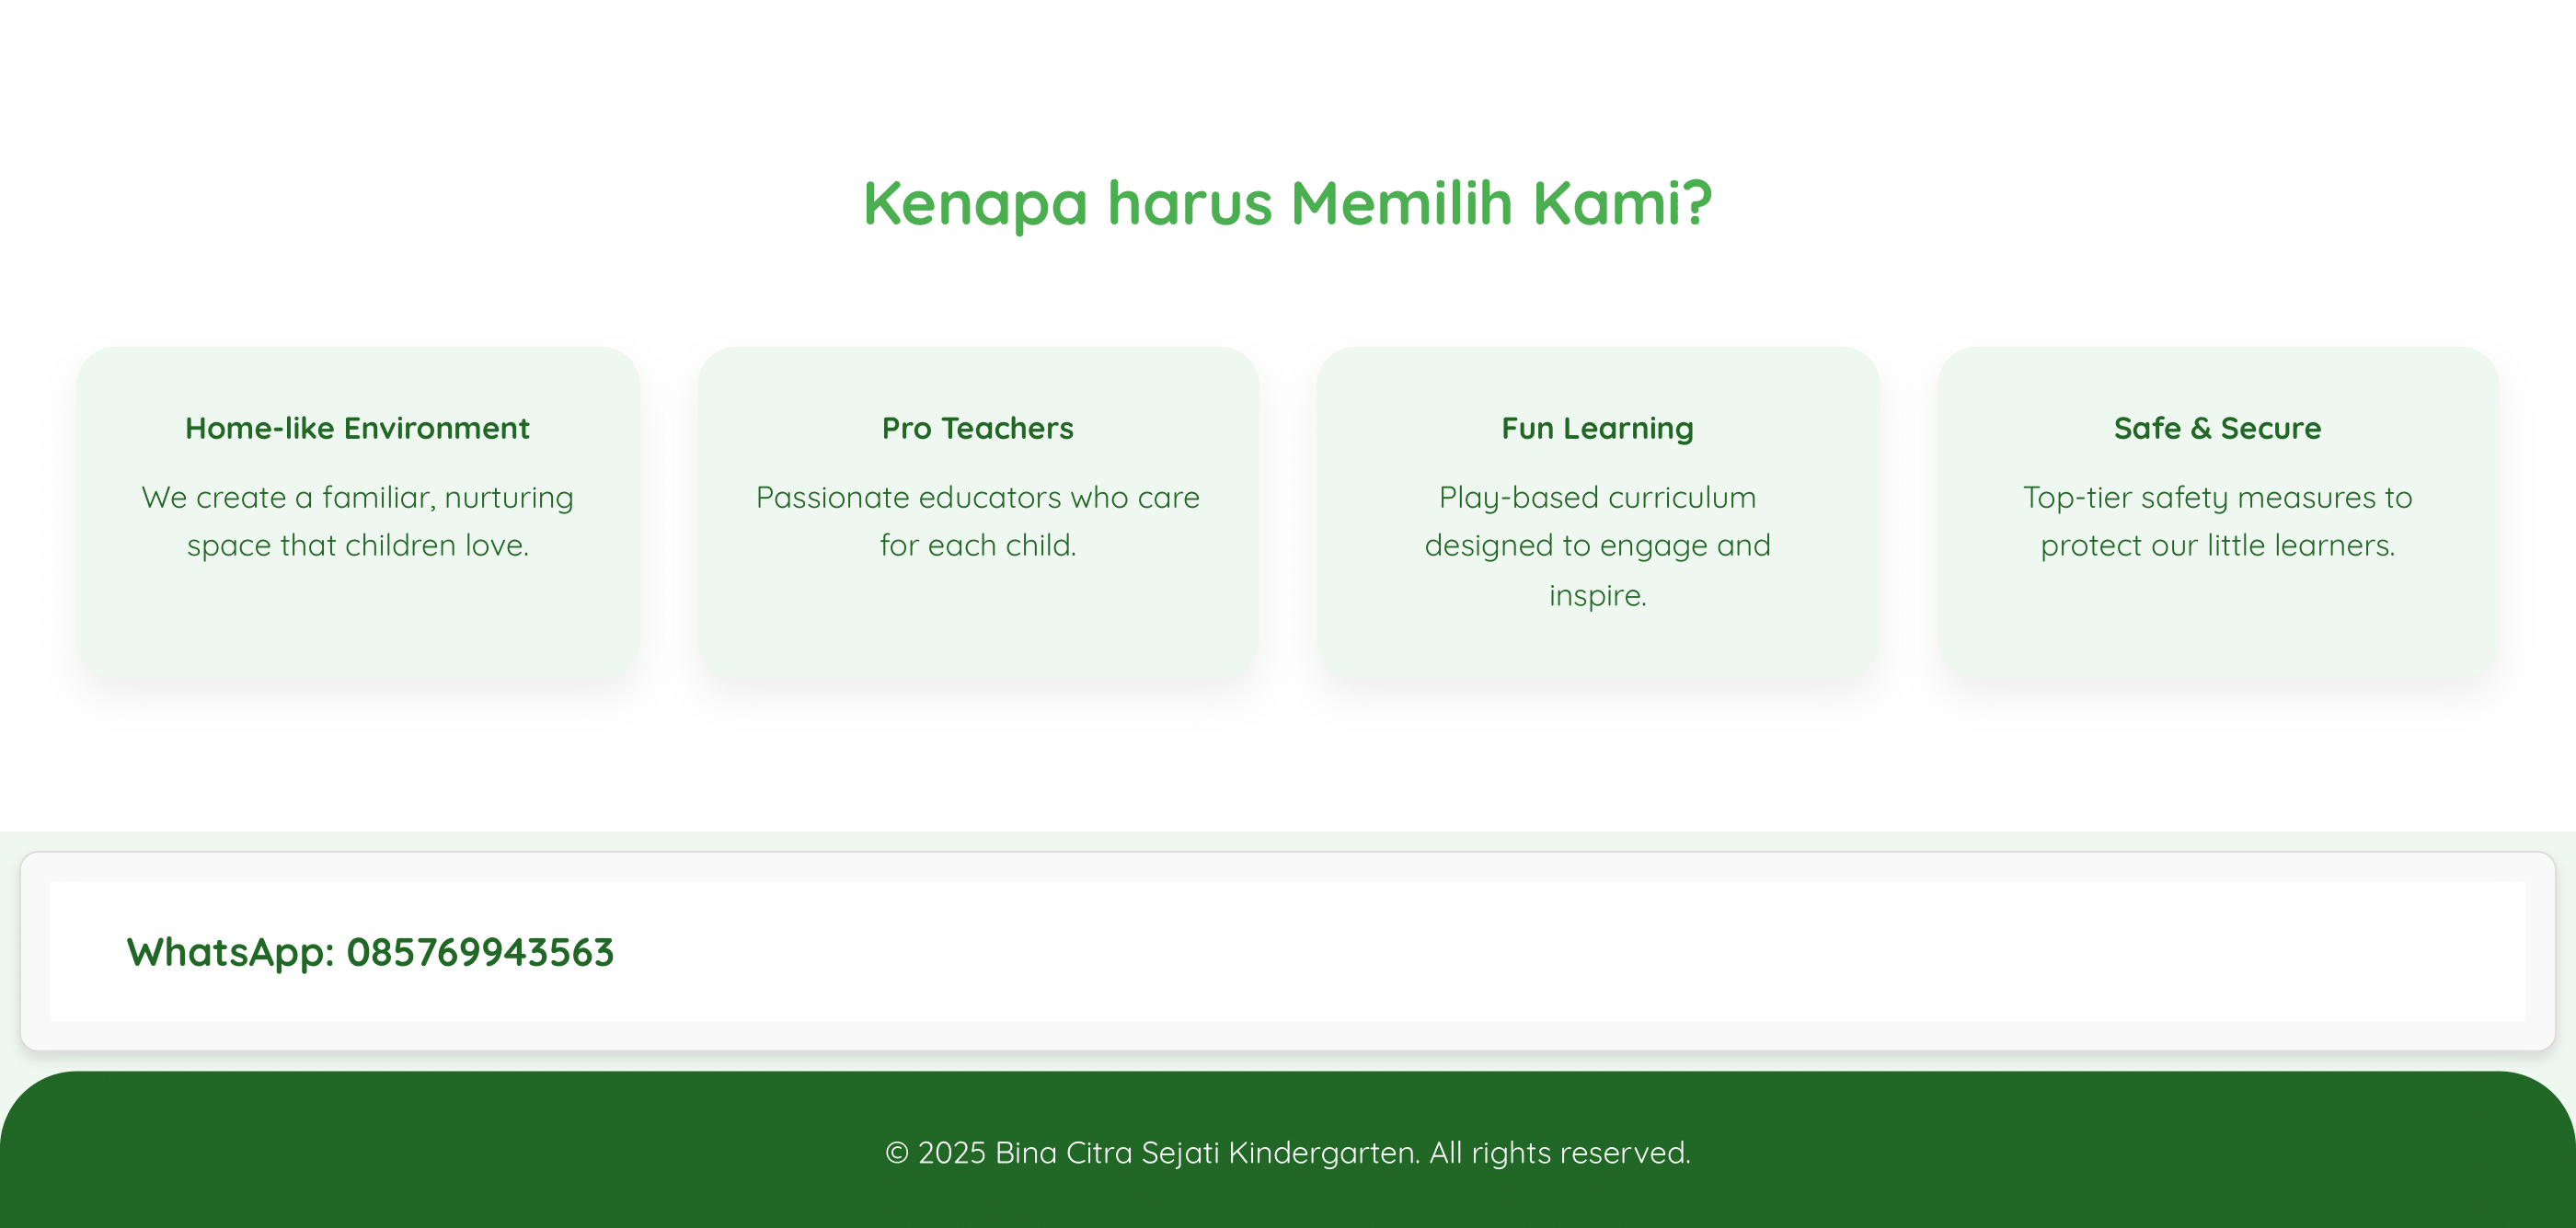 Kenapa harus Memilih Kami?
Home-like Environment
We create a familiar, nurturing
space that children love.
Pro Teachers
Passionate educators who care
for each child.
Fun Learning
Play-based curriculum
designed to engage and
inspire.
Safe & Secure
Top-tier safety measures to
protect our little learners.
WhatsApp: 085769943563
© 2025 Bina Citra Sejati Kindergarten. All rights reserved.